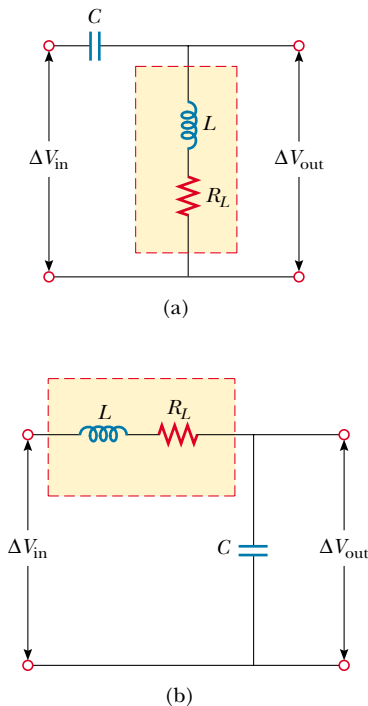 C
ΔV_in
L
ΔV_out
R_L
(a)
L
R_L
ΔV_in
C
ΔV_out
(b)